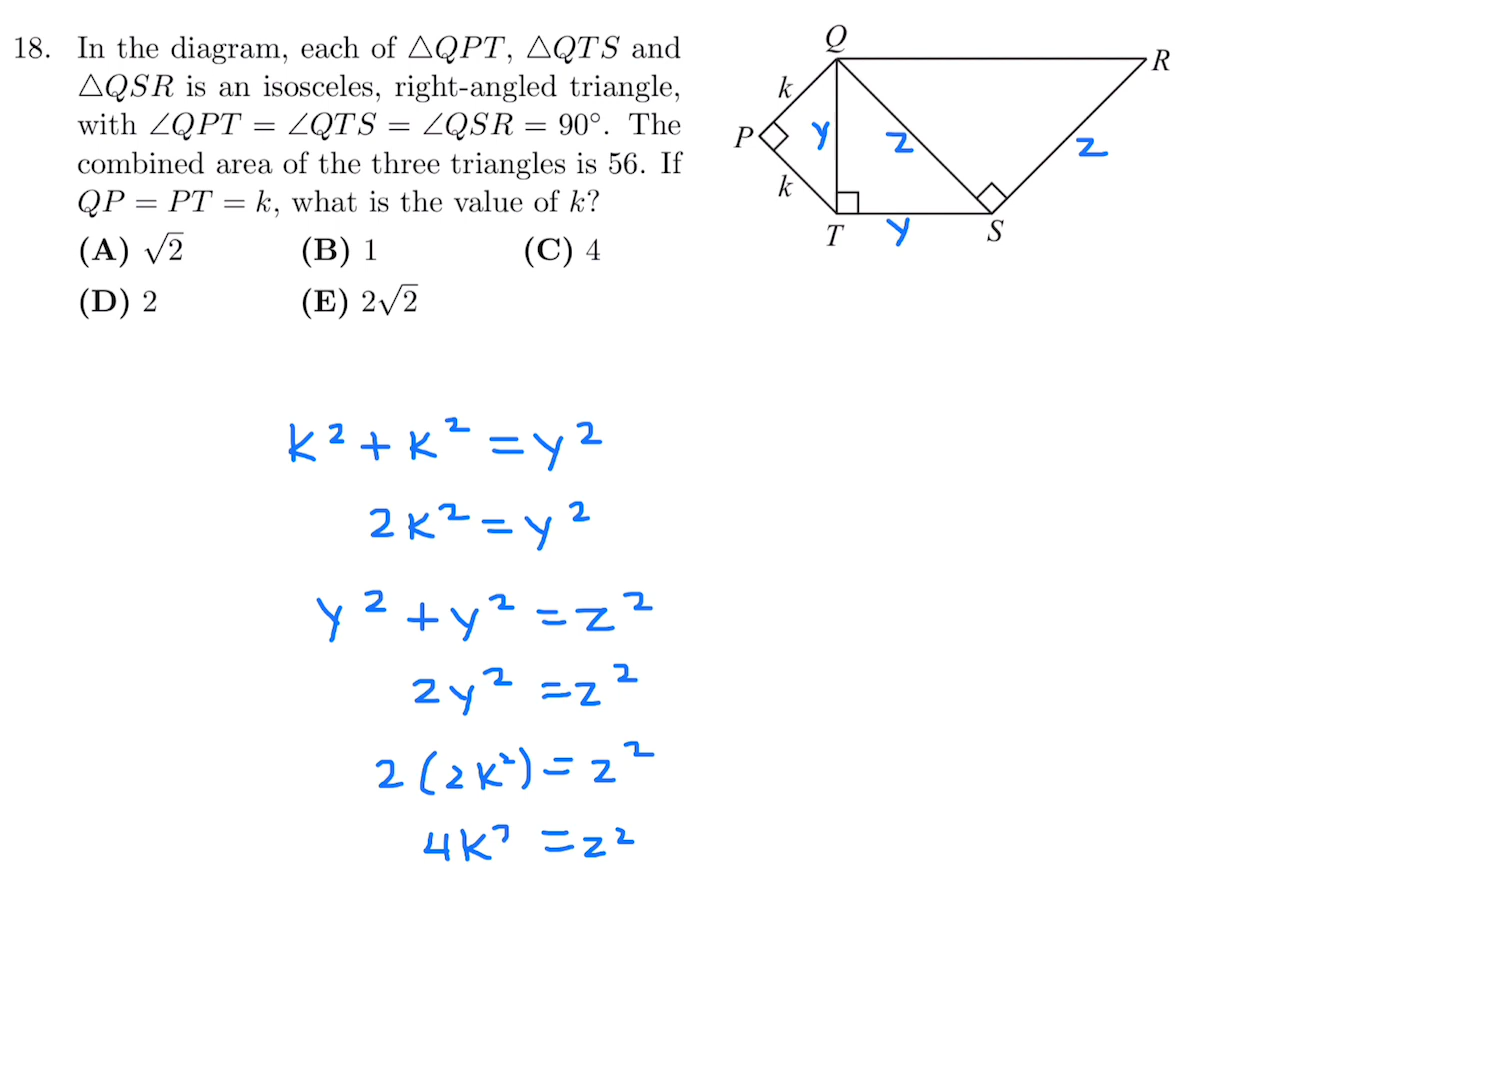 18. In the diagram, each of △QPT, △QTS and
△QSR is an isosceles, right-angled triangle,
with ∠QPT = ∠QTS = ∠QSR = 90°. The
combined area of the three triangles is 56. If
QP = PT = k, what is the value of k?
(A) √2 (B) 1 (C) 4
(D) 2 (E) 2√2
Q
R
k
P
y
z
z
k
T
y
S
k² + k² = y²
2k² = y²
y² + y² = z²
2y² = z²
2(2k²) = z²
4k² = z²